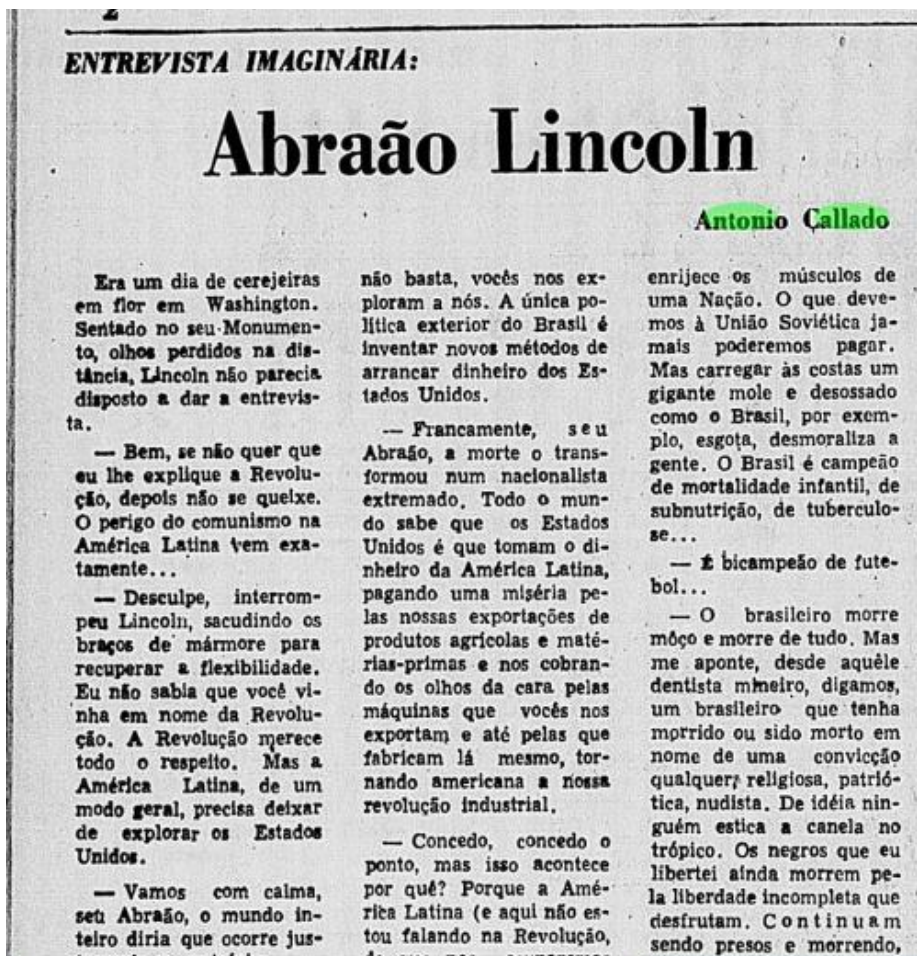 2
ENTREVISTA IMAGINÁRIA:
Abraão Lincoln
Antonio Callado
Era um dia de cerejeiras
em flor em Washington.
Sentado no seu Monumen-
to, olhos perdidos na dis-
tância, Lincoln não parecia
disposto a dar a entrevis-
ta.
— Bem, se não quer que
eu lhe explique a Revolu-
ção, depois não se queixe.
O perigo do comunismo na
América Latina vem exa-
tamente...
— Desculpe, interrom-
peu Lincoln, sacudindo os
braços de mármore para
recuperar a flexibilidade.
Eu não sabia que você vi-
nha em nome da Revolu-
ção. A Revolução merece
todo o respeito. Mas a
América Latina, de um
modo geral, precisa deixar
de explorar os Estados
Unidos.
— Vamos com calma,
seu Abraão, o mundo in-
teiro diria que ocorre jus-
não basta, vocês nos ex-
ploram a nós. A única po-
lítica exterior do Brasil é
inventar novos métodos de
arrancar dinheiro dos Es-
tados Unidos.
— Francamente, seu
Abraão, a morte o trans-
formou num nacionalista
extremado. Todo o mun-
do sabe que os Estados
Unidos é que tomam o di-
nheiro da América Latina,
pagando uma miséria pe-
las nossas exportações de
produtos agrícolas e maté-
rias-primas e nos cobran-
do os olhos da cara pelas
máquinas que vocês nos
exportam e até pelas que
fabricam lá mesmo, tor-
nando americana a nossa
revolução industrial.
— Concedo, concedo o
ponto, mas isso acontece
por quê? Porque a Amé-
rica Latina (e aqui não es-
tou falando na Revolução,
enrijece os músculos de
uma Nação. O que deve-
mos à União Soviética ja-
mais poderemos pagar.
Mas carregar às costas um
gigante mole e desossado
como o Brasil, por exem-
plo, esgota, desmoraliza a
gente. O Brasil é campeão
de mortalidade infantil, de
subnutrição, de tuberculo-
se...
— É bicampeão de fute-
bol...
— O brasileiro morre
môço e morre de tudo. Mas
me aponte, desde aquêle
dentista mineiro, digamos,
um brasileiro que tenha
morrido ou sido morto em
nome de uma convicção
qualquer, religiosa, patrió-
tica, nudista. De idéia nin-
guém estica a canela no
trópico. Os negros que eu
libertei ainda morrem pe-
la liberdade incompleta que
desfrutam. Continuam
sendo presos e morrendo,